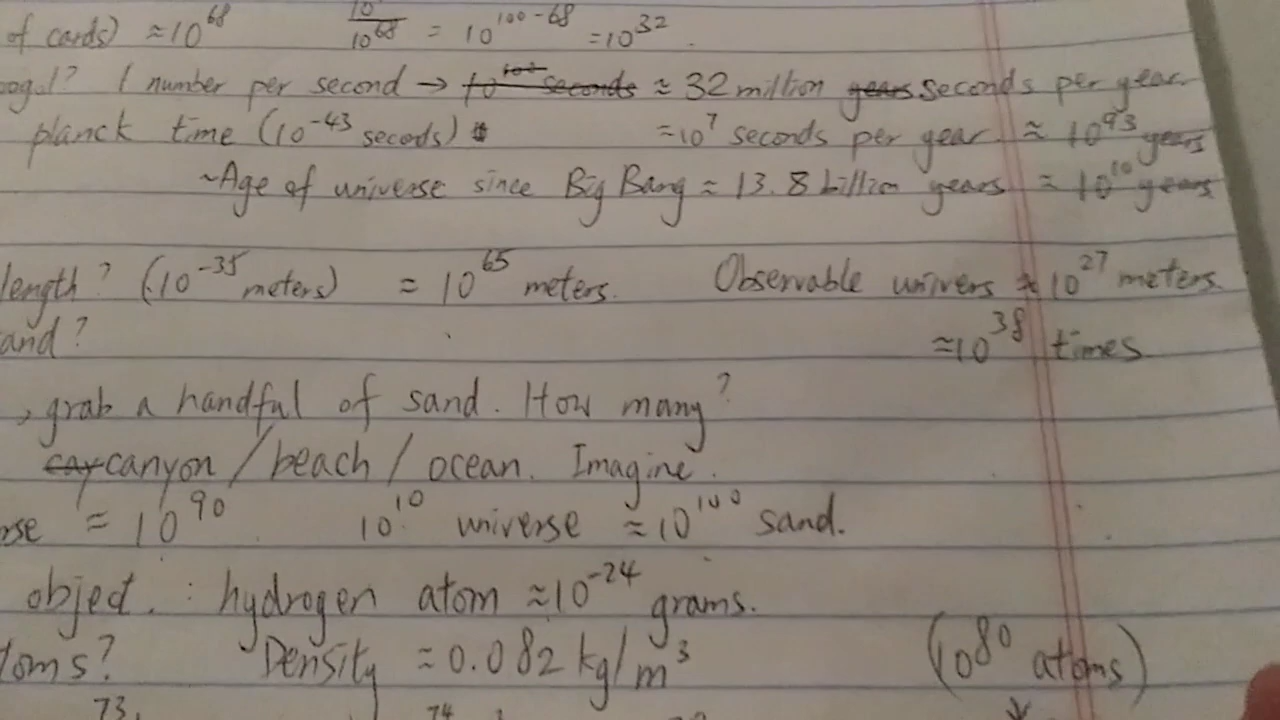 of cards) ≈10^68 10/10^68 = 10^100-68 =10^32.
? 1 number per second → 10 seconds ≈ 32 million years seconds per year
planck time (10^-43 secods) =10^7 seconds per year ≈ 10^93 years
~Age of universe since Big Bang ≈ 13.8 billion years = 10^10 years
length? (10^-35 meters) = 10^65 meters. Observable univers ≈ 10^27 meters.
and? ≈10^38 times
, grab a handful of sand. How many?
cay canyon / beach / ocean. Imagine.
rse = 10^90 10^10 universe ≈10^100 sand.
object. : hydrogen atom ≈10^-24 grams.
toms? Density ≈0.082 kg/m^3 (10^80 atoms)
73 74